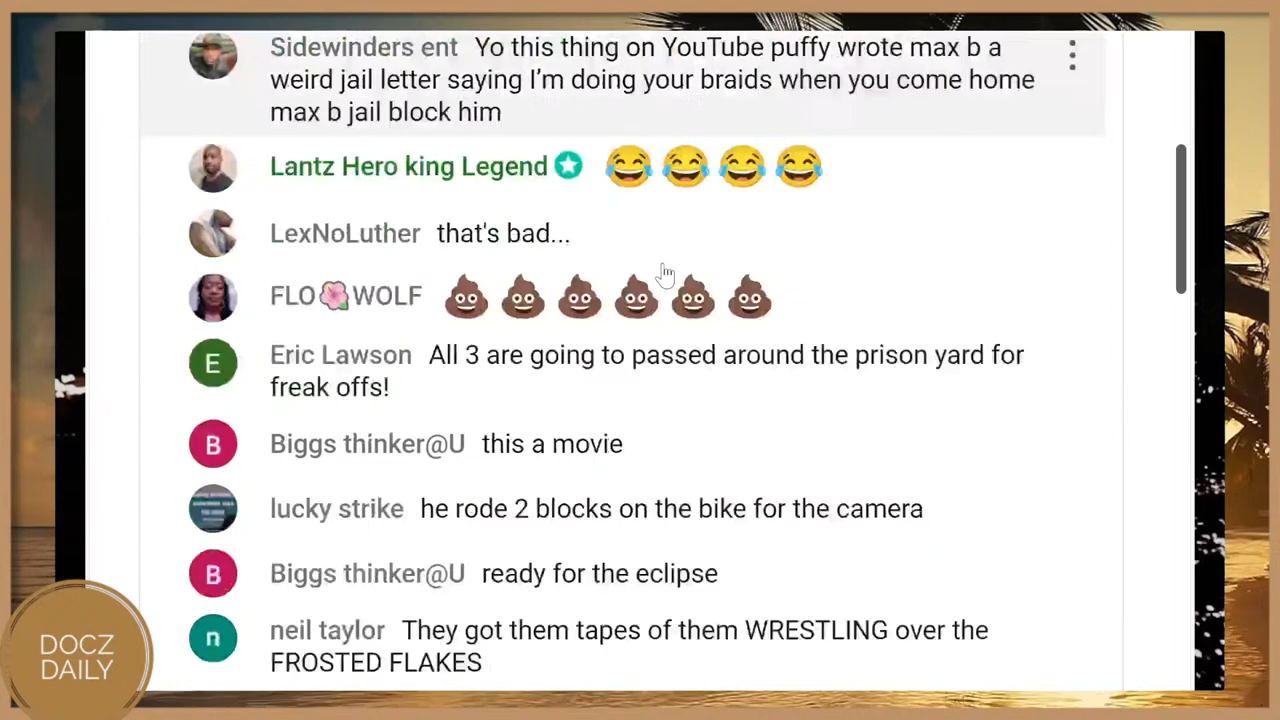 Sidewinders ent Yo this thing on YouTube puffy wrote max b a
weird jail letter saying I’m doing your braids when you come home
max b jail block him
Lantz Hero king Legend 😂 😂 😂 😂
LexNoLuther that's bad...
FLO🌺WOLF 💩 💩 💩 💩 💩 💩
E
Eric Lawson All 3 are going to passed around the prison yard for
freak offs!
B
Biggs thinker@U this a movie
lucky strike he rode 2 blocks on the bike for the camera
B
Biggs thinker@U ready for the eclipse
n
neil taylor They got them tapes of them WRESTLING over the
FROSTED FLAKES
DOCZ
DAILY